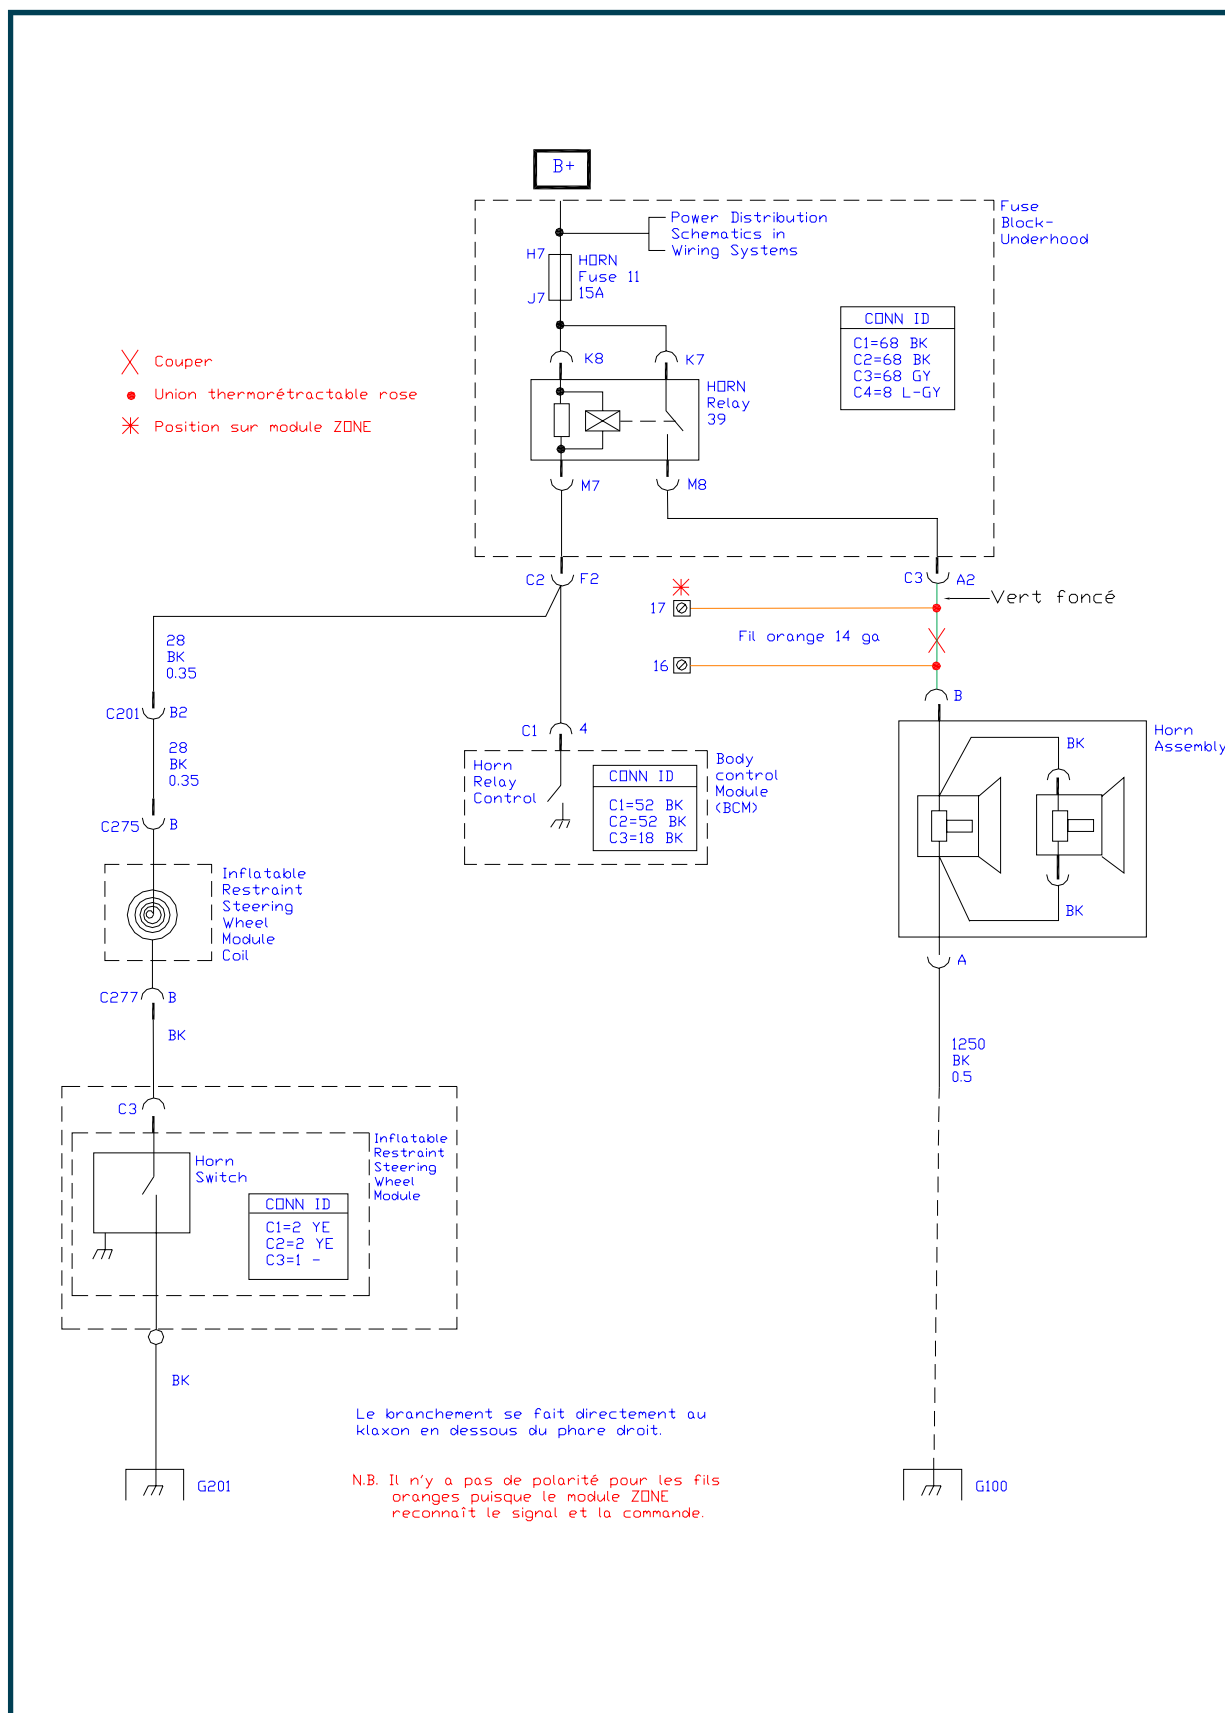 B+
Fuse
Block-
Underhood
Power Distribution
Schematics in
Wiring Systems
H7
HORN
Fuse 11
15A
J7
CONN ID
C1=68 BK
C2=68 BK
C3=68 GY
C4=8 L-GY
K8
K7
Couper
Union thermorétractable rose
Position sur module ZONE
HORN
Relay
39
M7
M8
C2
F2
C3
A2
Vert foncé
17
Fil orange 14 ga
16
28
BK
0.35
B
C201
B2
C1
4
28
BK
0.35
Horn
Relay
Control
CONN ID
C1=52 BK
C2=52 BK
C3=18 BK
Body
control
Module
(BCM)
Horn
Assembly
BK
C275
B
Inflatable
Restraint
Steering
Wheel
Module
Coil
BK
A
C277
B
BK
1250
BK
0.5
C3
Inflatable
Restraint
Steering
Wheel
Module
Horn
Switch
CONN ID
C1=2 YE
C2=2 YE
C3=1 -
BK
Le branchement se fait directement au
klaxon en dessous du phare droit.
G201
N.B. Il n'y a pas de polarité pour les fils
oranges puisque le module ZONE
reconnaît le signal et la commande.
G100